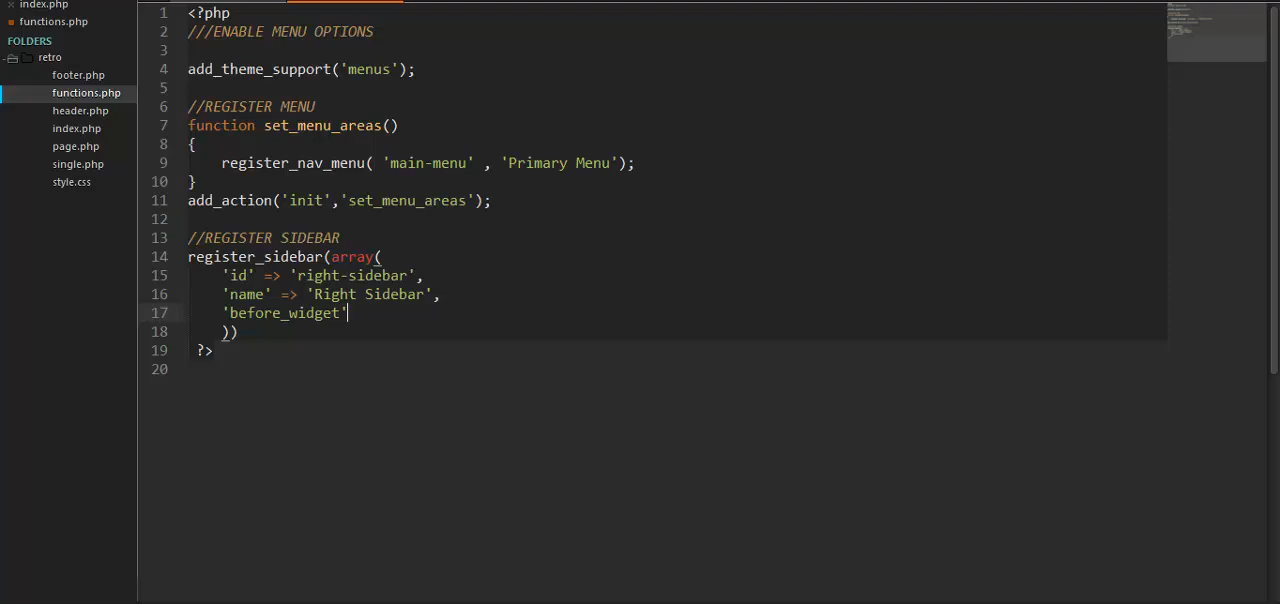 index.php
functions.php
FOLDERS
retro
footer.php
functions.php
header.php
index.php
page.php
single.php
style.css
1 <?php
2 ///ENABLE MENU OPTIONS
3
4 add_theme_support('menus');
5
6 //REGISTER MENU
7 function set_menu_areas()
8 {
9     register_nav_menu( 'main-menu' , 'Primary Menu');
10 }
11 add_action('init','set_menu_areas');
12
13 //REGISTER SIDEBAR
14 register_sidebar(array(
15     'id' => 'right-sidebar',
16     'name' => 'Right Sidebar',
17     'before_widget'
18     ))
19  ?>
20